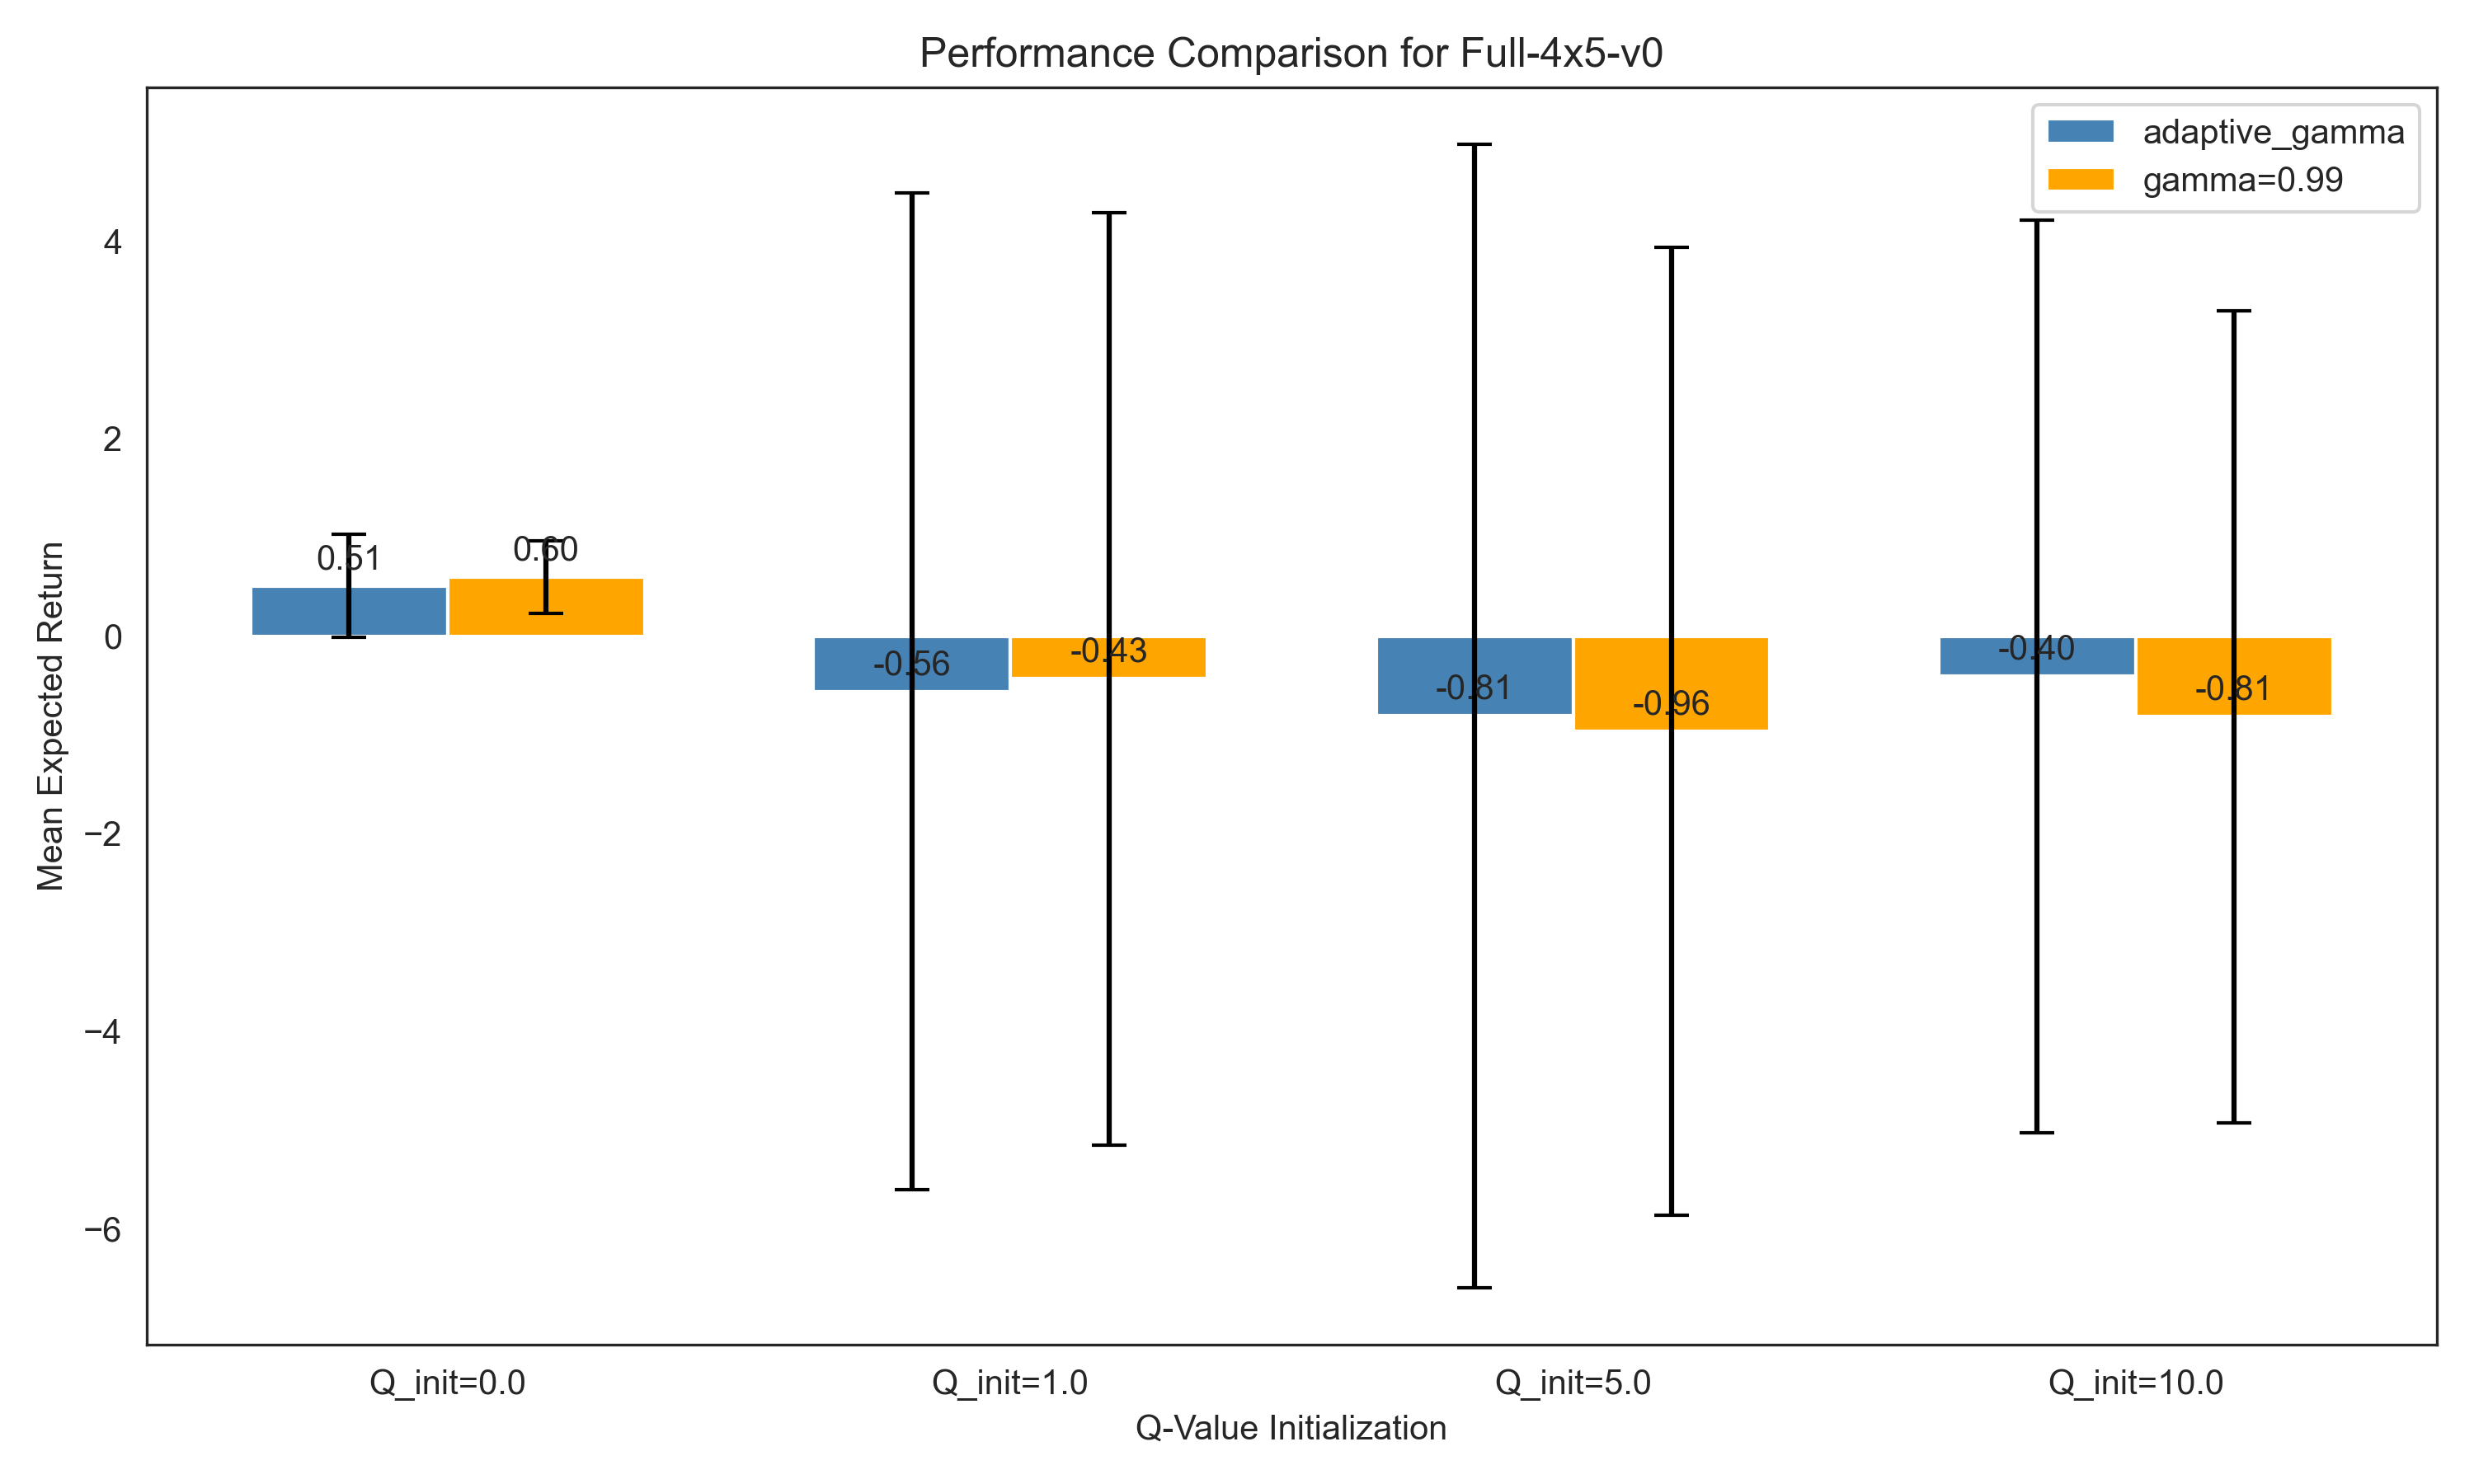 Performance Comparison for Full-4x5-v0
adaptive_gamma
gamma=0.99
Mean Expected Return
4
2
0
−2
−4
−6
0.51
0.60
-0.56
-0.43
-0.81
-0.96
-0.40
-0.81
Q_init=0.0
Q_init=1.0
Q_init=5.0
Q_init=10.0
Q-Value Initialization